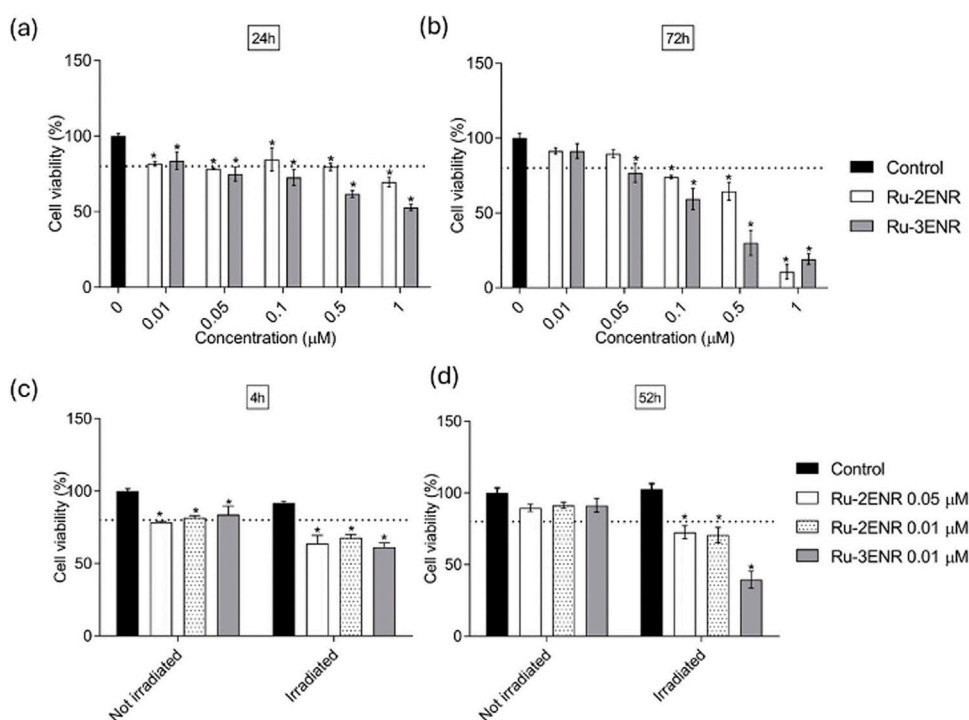 (a)
24h
150
100
50
0
Cell viability (%)
* * * * * * * * * *
0 0.01 0.05 0.1 0.5 1
Concentration (μM)
(b)
72h
150
100
50
0
Cell viability (%)
* * * * * * *
0 0.01 0.05 0.1 0.5 1
Concentration (μM)
Control
Ru-2ENR
Ru-3ENR
(c)
4h
150
100
50
0
Cell viability (%)
* * * * * *
Not irradiated Irradiated
(d)
52h
150
100
50
0
Cell viability (%)
* * *
Not irradiated Irradiated
Control
Ru-2ENR 0.05 μM
Ru-2ENR 0.01 μM
Ru-3ENR 0.01 μM